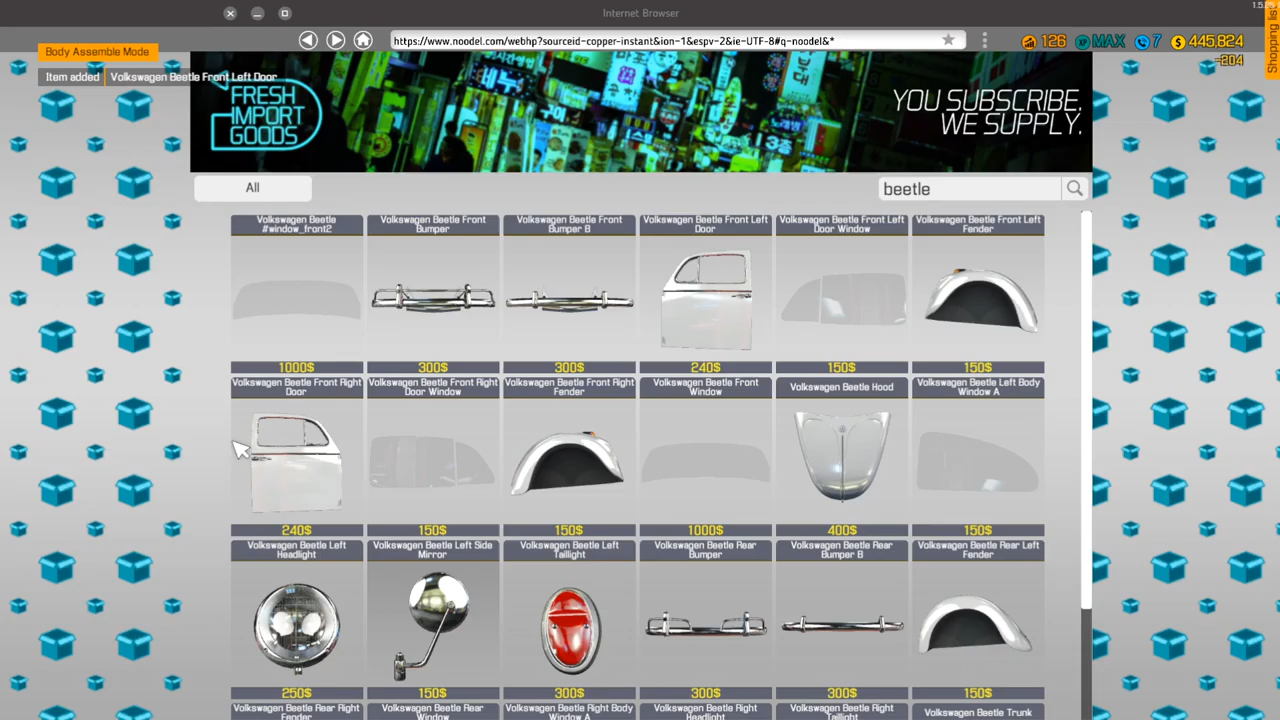 Internet Browser
1.5.
https://www.noodel.com/webhp?sourceid=copper-instant&ion-1&espv-2&ie-UTF-8#q-noodel&*
126
XP MAX
7
$ 445,824
-204
Shopping list
Body Assemble Mode
Item added
Volkswagen Beetle Front Left Door
FRESH
IMPORT
GOODS
YOU SUBSCRIBE.
WE SUPPLY.
All
beetle
Volkswagen Beetle
#window_front2
Volkswagen Beetle Front
Bumper
Volkswagen Beetle Front
Bumper B
Volkswagen Beetle Front Left
Door
Volkswagen Beetle Front Left
Door Window
Volkswagen Beetle Front Left
Fender
1000$
300$
300$
240$
150$
150$
Volkswagen Beetle Front Right
Door
Volkswagen Beetle Front Right
Door Window
Volkswagen Beetle Front Right
Fender
Volkswagen Beetle Front
Window
Volkswagen Beetle Hood
Volkswagen Beetle Left Body
Window A
240$
150$
150$
1000$
400$
150$
Volkswagen Beetle Left
Headlight
Volkswagen Beetle Left Side
Mirror
Volkswagen Beetle Left
Taillight
Volkswagen Beetle Rear
Bumper
Volkswagen Beetle Rear
Bumper B
Volkswagen Beetle Rear Left
Fender
250$
150$
300$
300$
300$
150$
Volkswagen Beetle Rear Right
Fender
Volkswagen Beetle Rear
Window
Volkswagen Beetle Right Body
Window A
Volkswagen Beetle Right
Headlight
Volkswagen Beetle Right
Taillight
Volkswagen Beetle Trunk